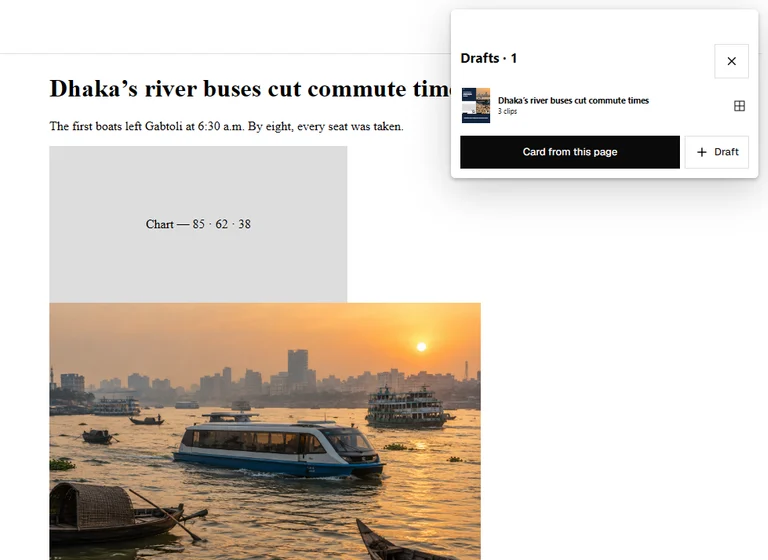 Drafts · 1
Dhaka's river buses cut commute times
3 clips
Card from this page
+ Draft
Dhaka’s river buses cut commute
The first boats left Gabtoli at 6:30 a.m. By eight, every seat was taken.
Chart — 85 · 62 · 38